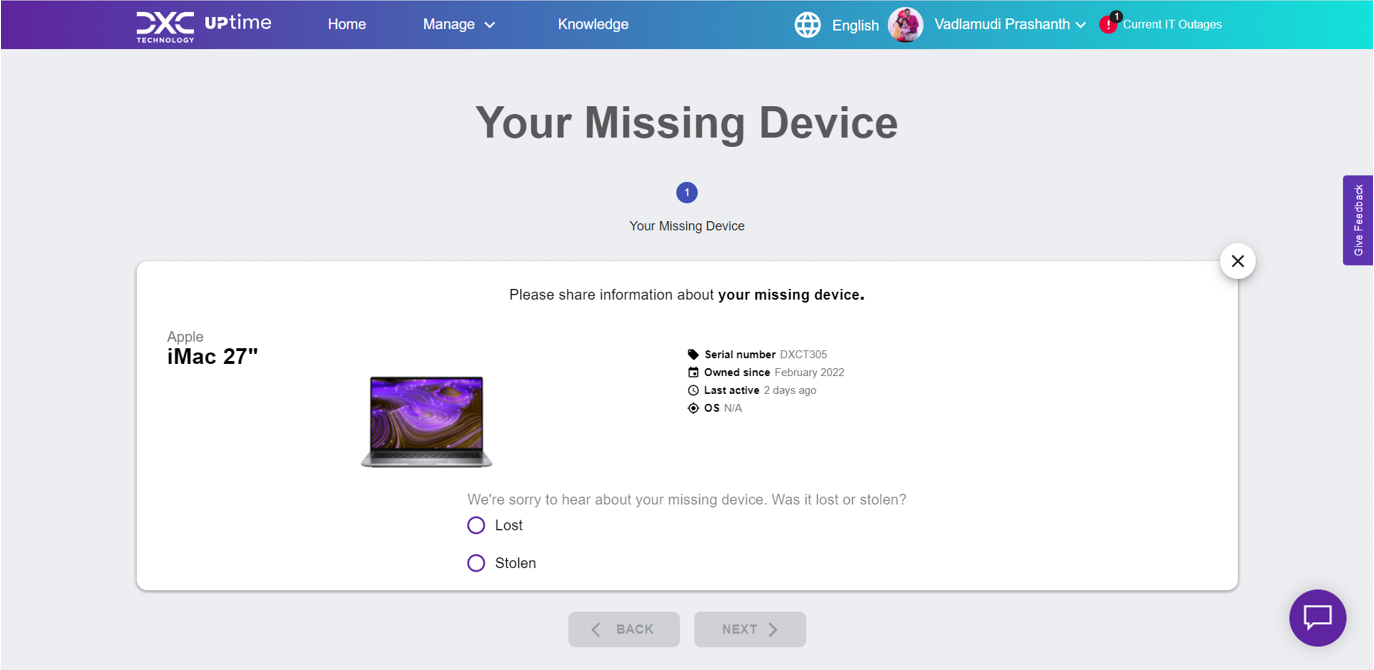 DXC TECHNOLOGY UPtime Home Manage Knowledge English Vadlamudi Prashanth 1 Current IT Outages
Your Missing Device
1
Your Missing Device
Give Feedback
Please share information about your missing device.
Apple
iMac 27"
Serial number DXCT305
Owned since February 2022
Last active 2 days ago
OS N/A
We're sorry to hear about your missing device. Was it lost or stolen?
Lost
Stolen
BACK NEXT